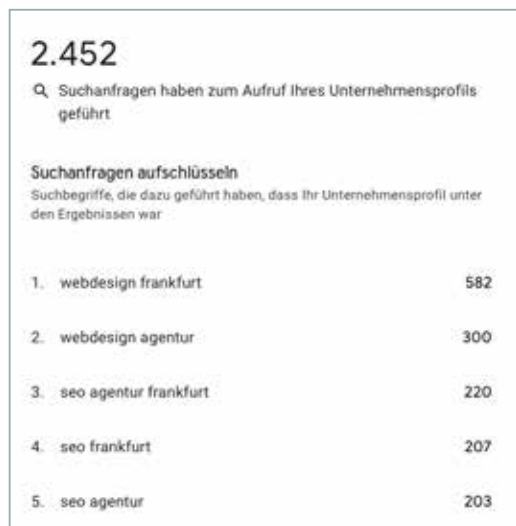 2.452
Suchanfragen haben zum Aufruf Ihres Unternehmensprofils
geführt
Suchanfragen aufschlüsseln
Suchbegriffe, die dazu geführt haben, dass Ihr Unternehmensprofil unter
den Ergebnissen war
1. webdesign frankfurt 582
2. webdesign agentur 300
3. seo agentur frankfurt 220
4. seo frankfurt 207
5. seo agentur 203